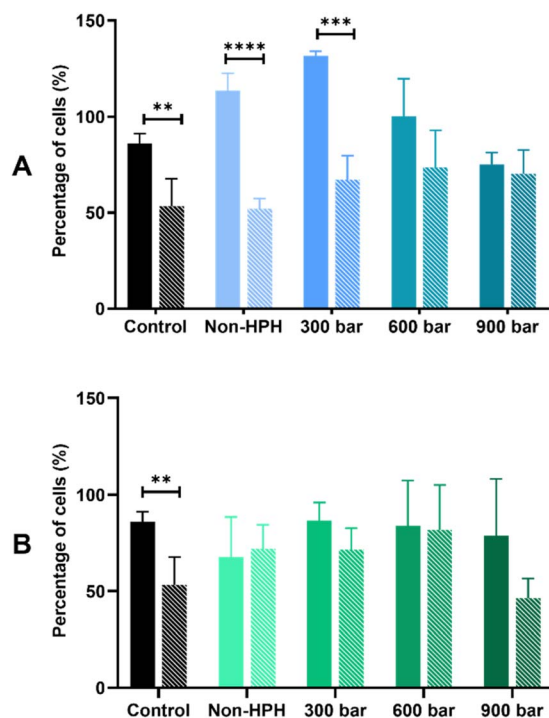 A
Percentage of cells (%)
150
100
50
0
**
****
***
Control Non-HPH 300 bar 600 bar 900 bar
B
Percentage of cells (%)
150
100
50
0
**
Control Non-HPH 300 bar 600 bar 900 bar